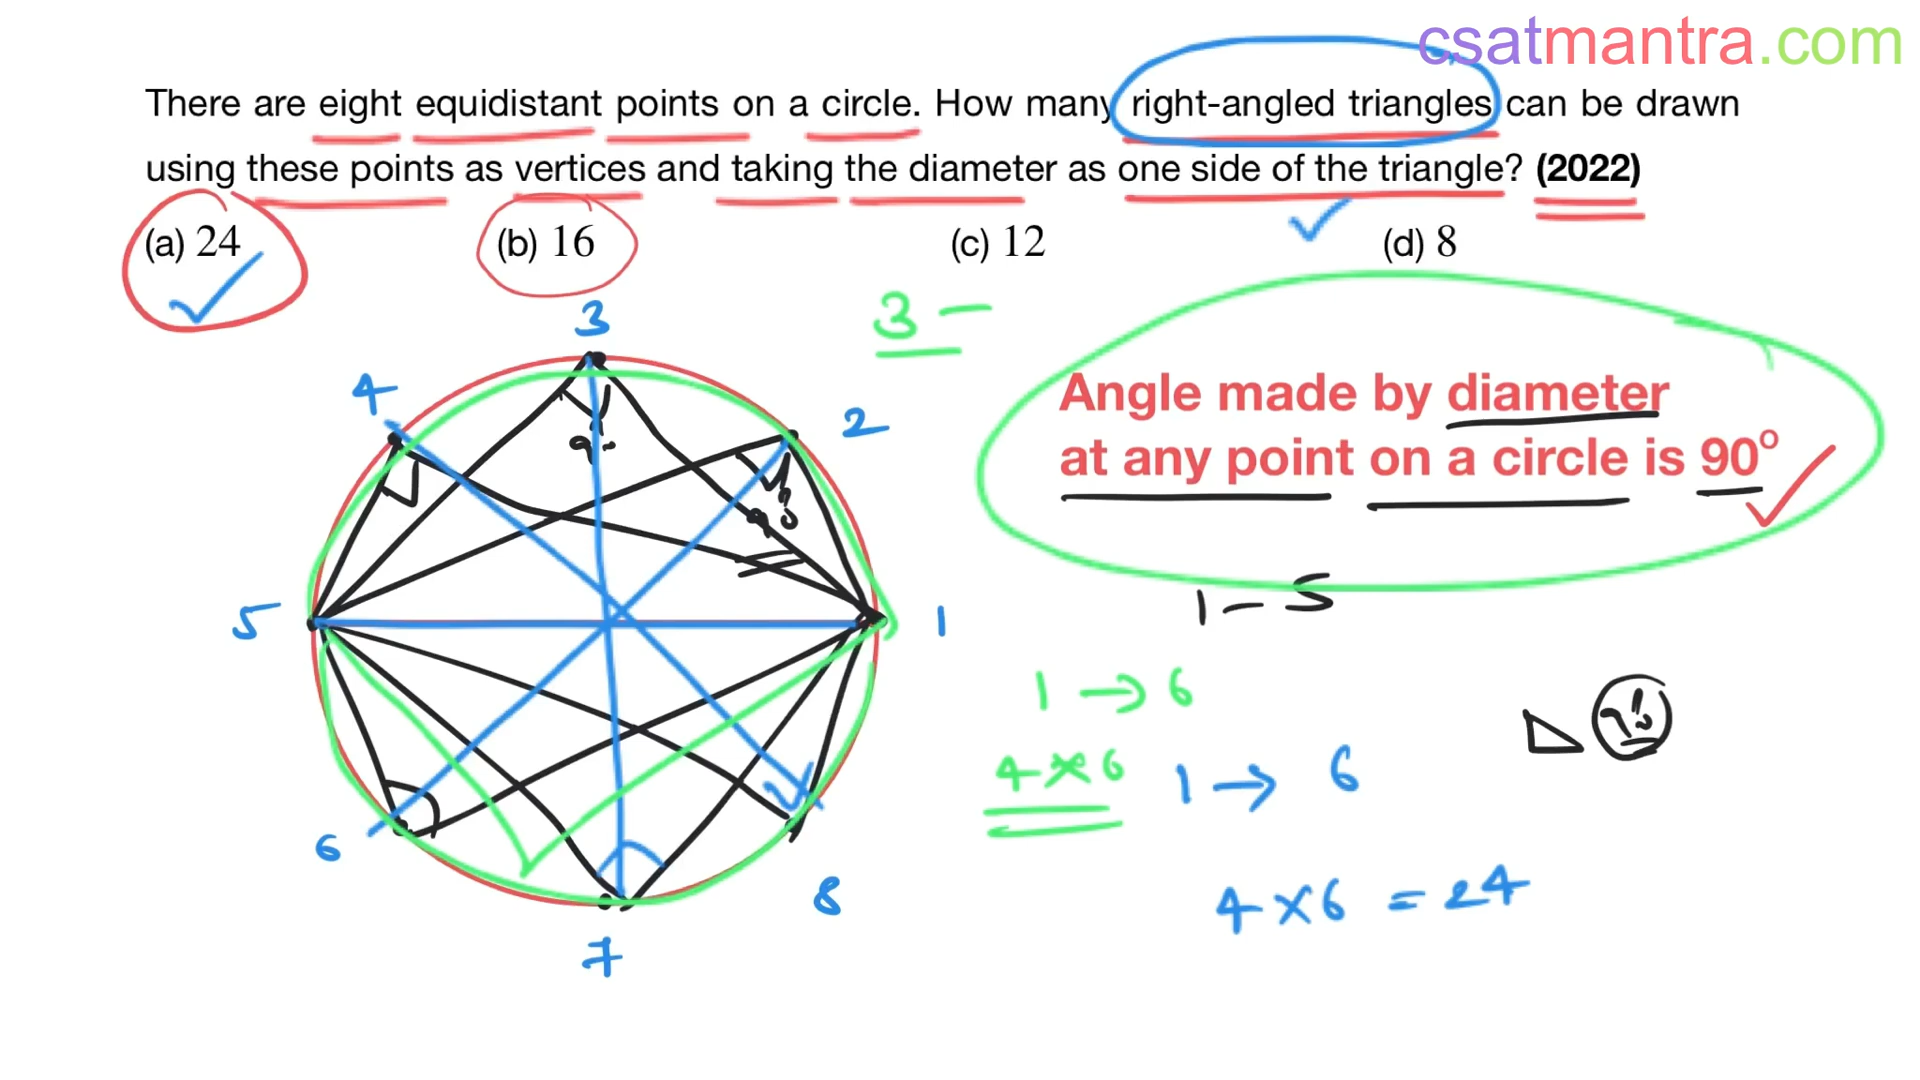 csatmantra.com
There are eight equidistant points on a circle. How many right-angled triangles can be drawn
using these points as vertices and taking the diameter as one side of the triangle? (2022)
(a) 24 (b) 16 (c) 12 (d) 8
3 –
3
4
2
Angle made by diameter
at any point on a circle is 90°
5
1
1 – 5
1 → 6
4 × 6
1 → 6
6
8
4 × 6 = 24
7